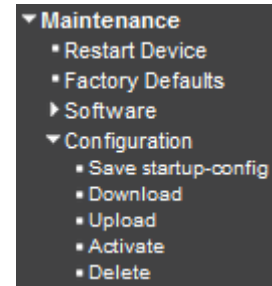 Maintenance
Restart Device
Factory Defaults
Software
Configuration
Save startup-config
Download
Upload
Activate
Delete